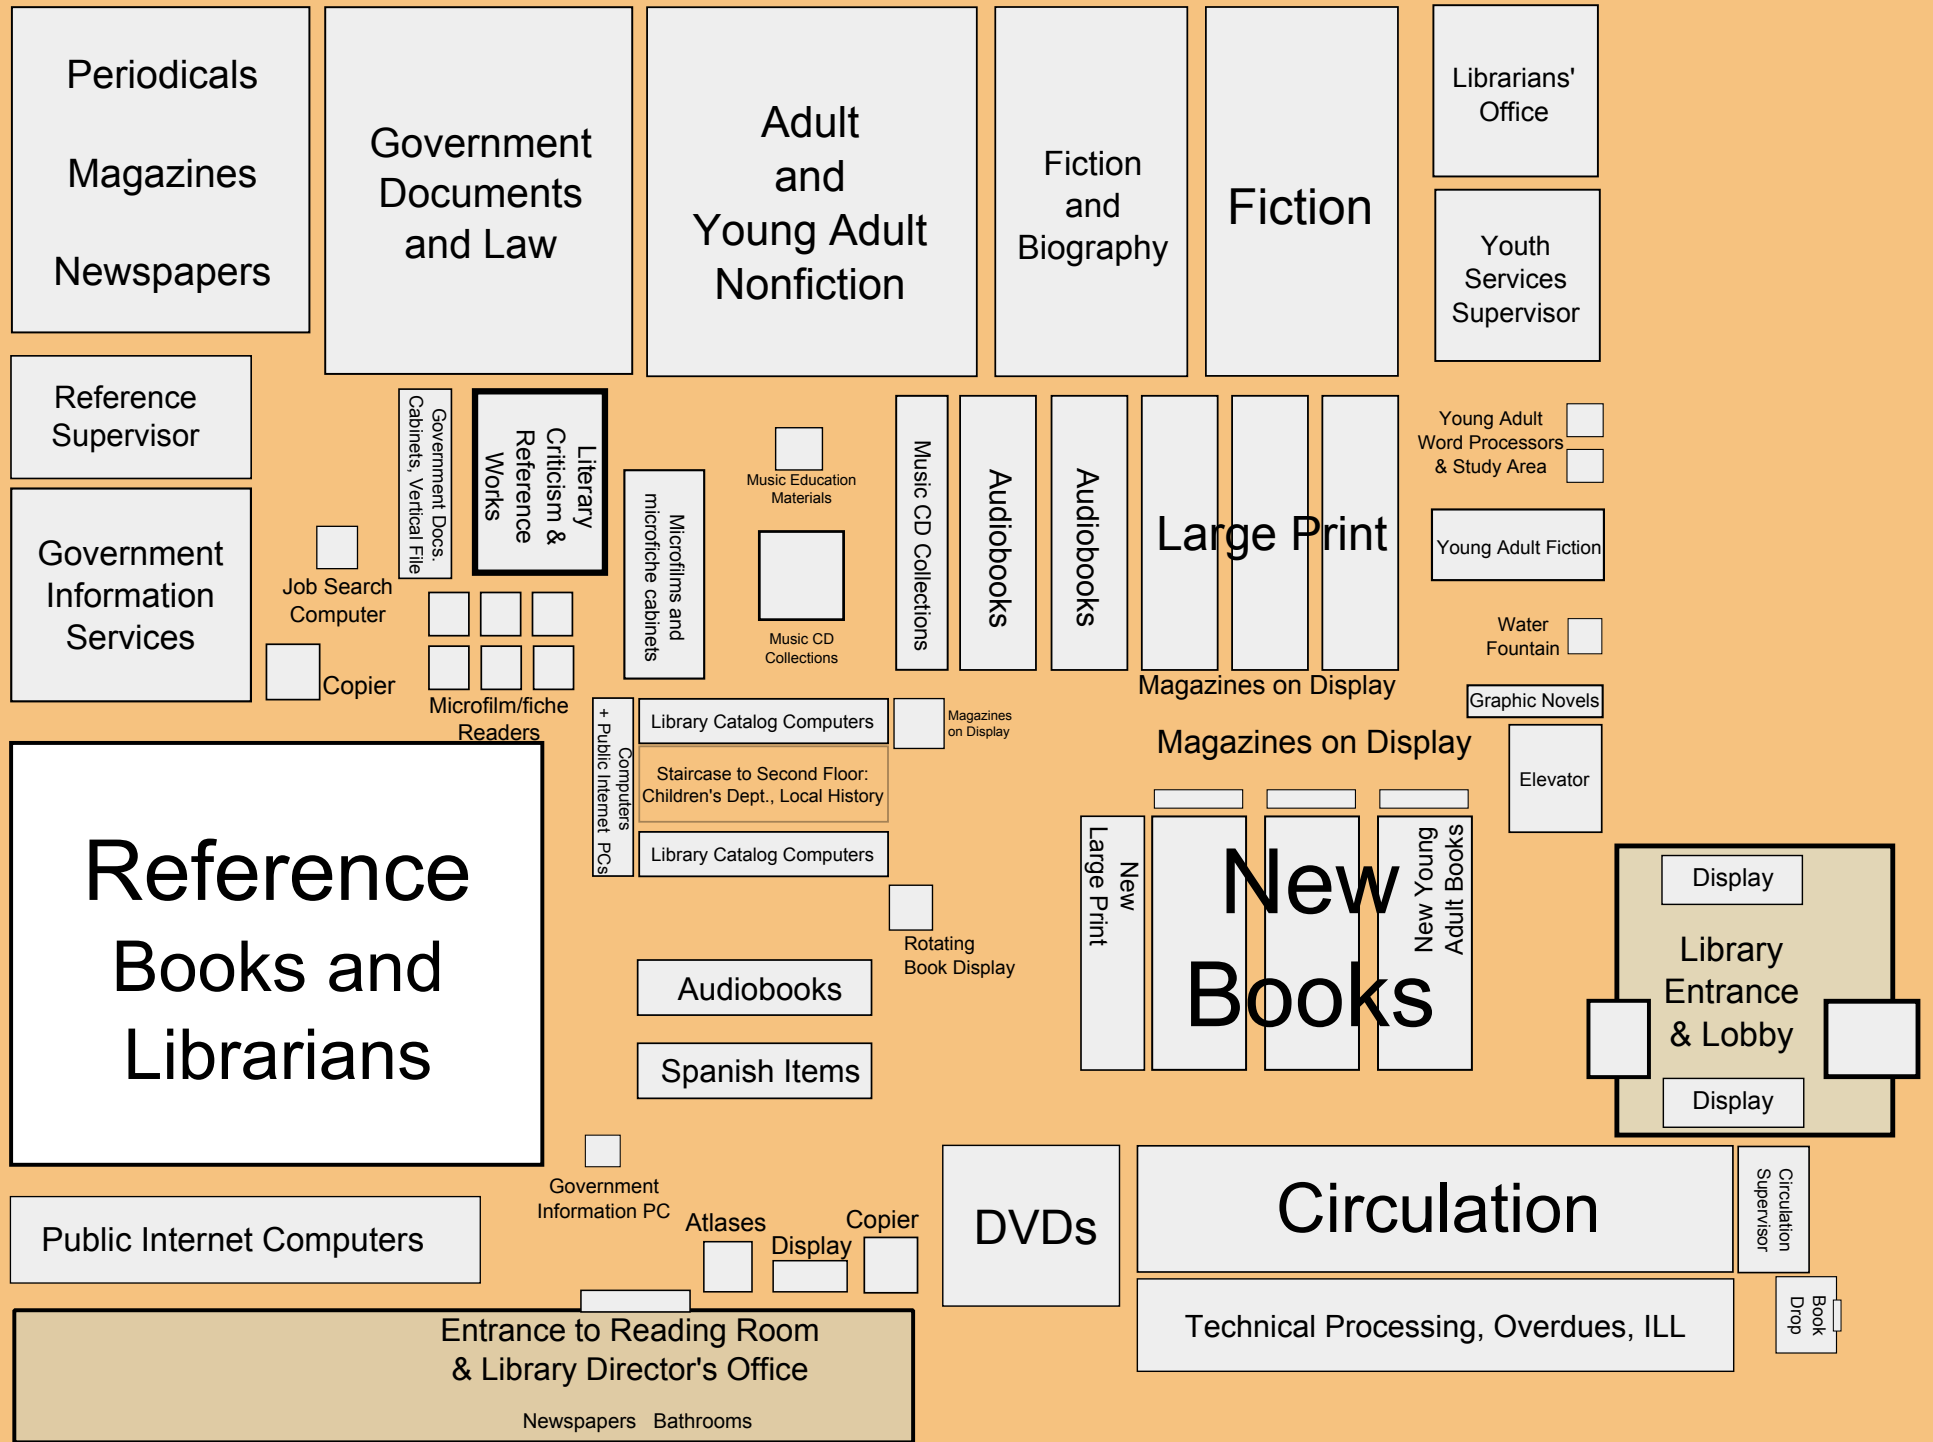 Periodicals
Magazines
Newspapers
Government
Documents
and Law
Adult
and
Young Adult
Nonfiction
Fiction
and
Biography
Fiction
Librarians'
Office
Youth
Services
Supervisor
Reference
Supervisor
Government
Information
Services
Job Search
Computer
Copier
Government Docs.
Cabinets, Vertical File
Literary
Criticism &
Reference
Works
Microfilm/fiche
Readers
Microfilms and
microfiche cabinets
Music Education
Materials
Music CD
Collections
Music CD Collections
Audiobooks
Audiobooks
Large Print
Magazines on Display
Young Adult
Word Processors
& Study Area
Young Adult Fiction
Water
Fountain
Graphic Novels
Elevator
Computers
+ Public Internet PCs
Library Catalog Computers
Staircase to Second Floor:
Children's Dept., Local History
Library Catalog Computers
Magazines
on Display
Magazines on Display
Rotating
Book Display
Audiobooks
Spanish Items
New
Large Print
New
Books
New Young
Adult Books
Display
Library
Entrance
& Lobby
Display
Reference
Books and
Librarians
Public Internet Computers
Government
Information PC
Atlases
Display
Copier
DVDs
Circulation
Circulation
Supervisor
Technical Processing, Overdues, ILL
Book
Drop
Entrance to Reading Room
& Library Director's Office
Newspapers Bathrooms